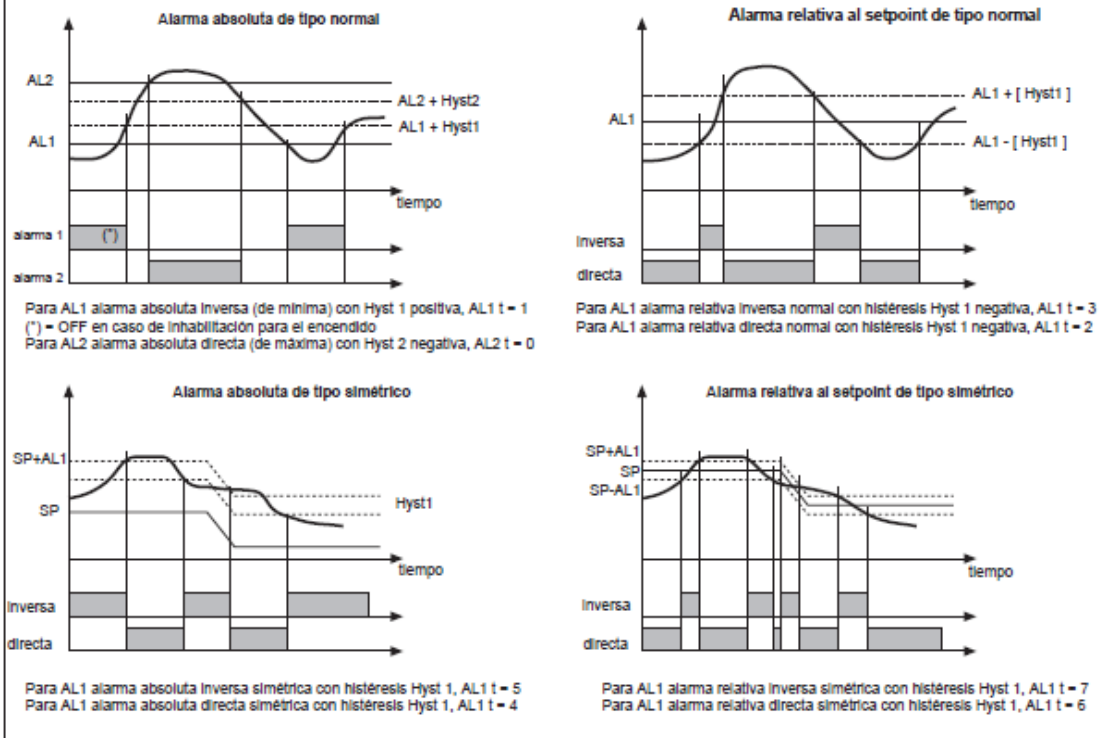 Alarma absoluta de tipo normal
AL2
AL2 + Hyst2
AL1 + Hyst1
AL1
tiempo
alarma 1
(*)
alarma 2
Para AL1 alarma absoluta inversa (de mínima) con Hyst 1 positiva, AL1 t = 1
(*) = OFF en caso de inhabilitación para el encendido
Para AL2 alarma absoluta directa (de máxima) con Hyst 2 negativa, AL2 t = 0
Alarma relativa al setpoint de tipo normal
AL1 + [ Hyst1 ]
AL1
AL1 - [ Hyst1 ]
tiempo
inversa
directa
Para AL1 alarma relativa inversa normal con histéresis Hyst 1 negativa, AL1 t = 3
Para AL1 alarma relativa directa normal con histéresis Hyst 1 negativa, AL1 t = 2
Alarma absoluta de tipo simétrico
SP+AL1
Hyst1
SP
tiempo
inversa
directa
Para AL1 alarma absoluta inversa simétrica con histéresis Hyst 1, AL1 t = 5
Para AL1 alarma absoluta directa simétrica con histéresis Hyst 1, AL1 t = 4
Alarma relativa al setpoint de tipo simétrico
SP+AL1
SP
SP-AL1
tiempo
inversa
directa
Para AL1 alarma relativa inversa simétrica con histéresis Hyst 1, AL1 t = 7
Para AL1 alarma relativa directa simétrica con histéresis Hyst 1, AL1 t = 6